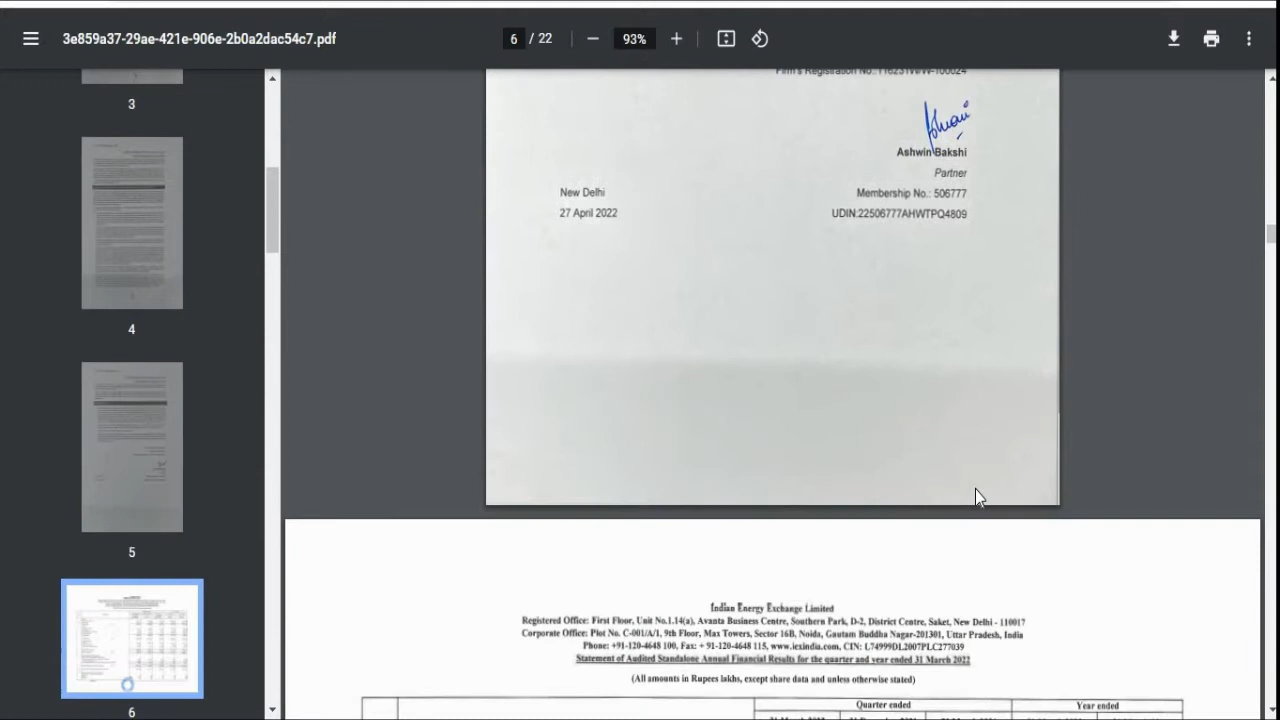 3e859a37-29ae-421e-906e-2b0a2dac54c7.pdf
6 / 22
93%
3
4
5
6
Firm's Registration No.: 116231W/W-100024
Ashwin Bakshi
Partner
New Delhi
Membership No.: 506777
27 April 2022
UDIN:22506777AHWTPQ4809
Indian Energy Exchange Limited
Registered Office: First Floor, Unit No.1.14(a), Avanta Business Centre, Southern Park, D-2, District Centre, Saket, New Delhi - 110017
Corporate Office: Plot No. C-001/A/1, 9th Floor, Max Towers, Sector 16B, Noida, Gautam Buddha Nagar-201301, Uttar Pradesh, India
Phone: +91-120-4648 100, Fax: + 91-120-4648 115, www.iexindia.com, CIN: L74999DL2007PLC277039
Statement of Audited Standalone Annual Financial Results for the quarter and year ended 31 March 2022
(All amounts in Rupees lakhs, except share data and unless otherwise stated)
Quarter ended
Year ended